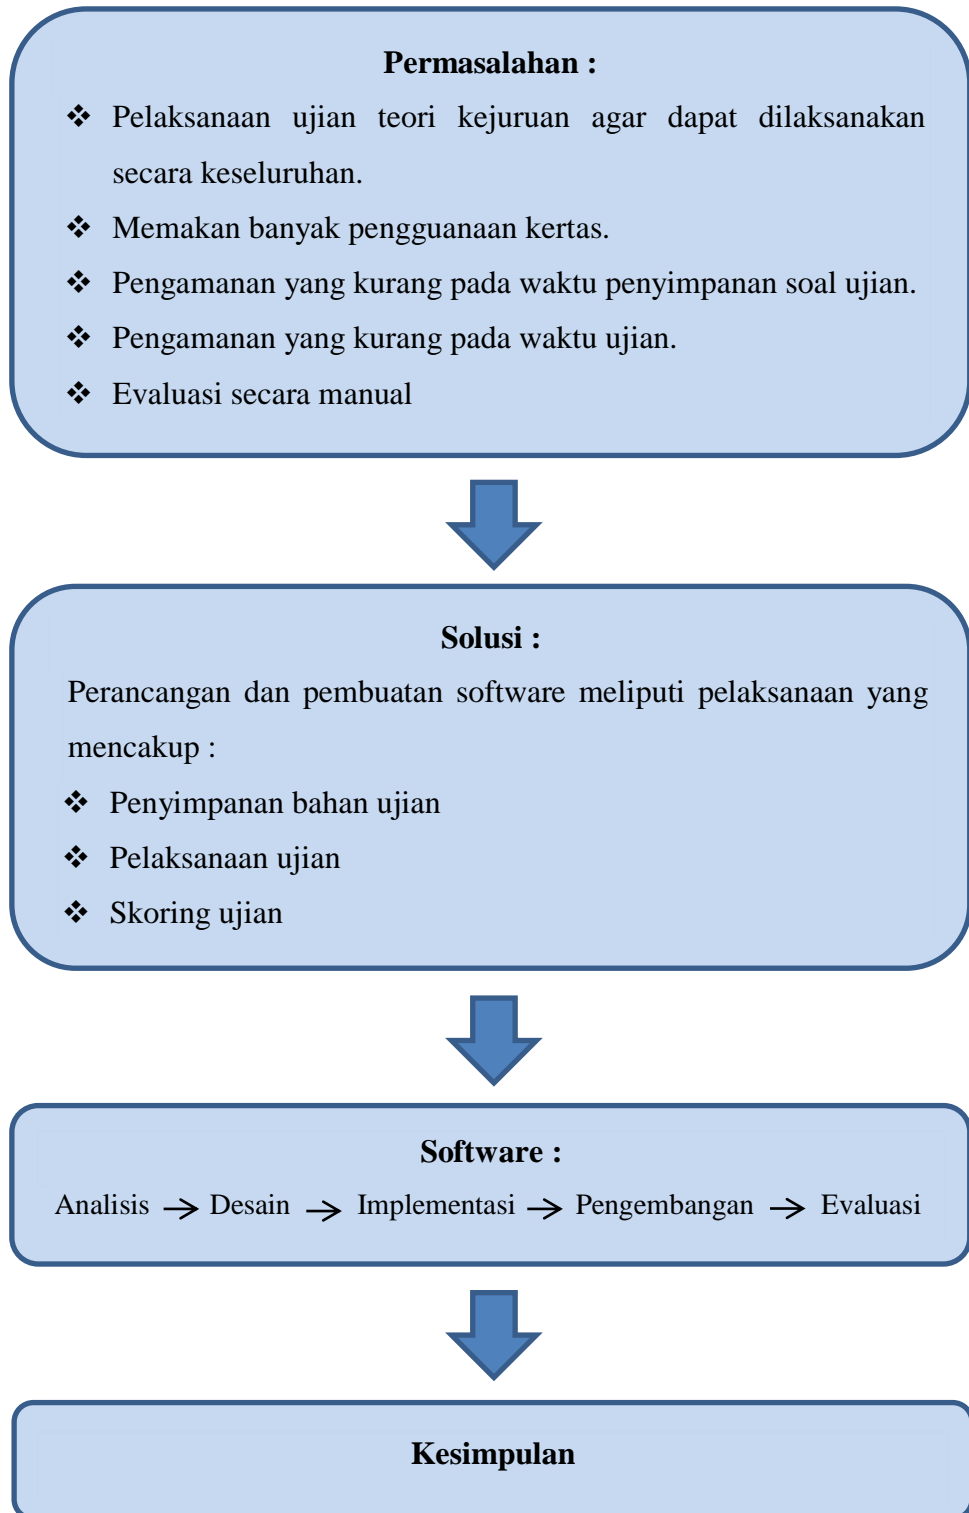 Permasalahan :
❖ Pelaksanaan ujian teori kejuruan agar dapat dilaksanakan
secara keseluruhan.
❖ Memakan banyak pengguanaan kertas.
❖ Pengamanan yang kurang pada waktu penyimpanan soal ujian.
❖ Pengamanan yang kurang pada waktu ujian.
❖ Evaluasi secara manual
Solusi :
Perancangan dan pembuatan software meliputi pelaksanaan yang
mencakup :
❖ Penyimpanan bahan ujian
❖ Pelaksanaan ujian
❖ Skoring ujian
Software :
Analisis → Desain → Implementasi → Pengembangan → Evaluasi
Kesimpulan